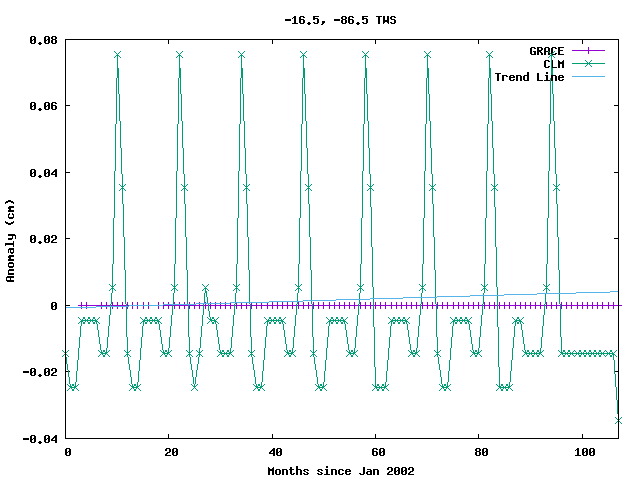 -16.5, -86.5 TWS
GRACE
CLM
Trend Line
0.08
0.06
0.04
0.02
0
-0.02
-0.04
Anomaly (cm)
0 20 40 60 80 100
Months since Jan 2002